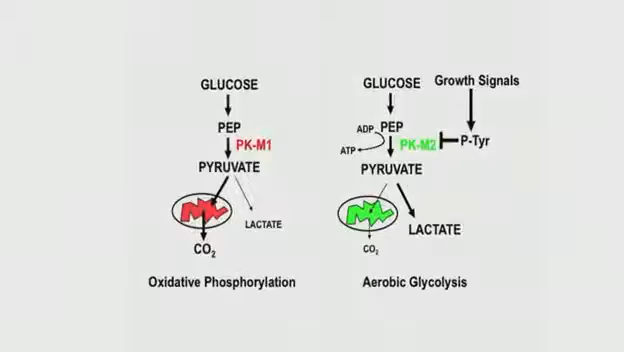 GLUCOSE
PEP
PK-M1
PYRUVATE
LACTATE
CO2
Oxidative Phosphorylation
GLUCOSE
Growth Signals
ADP
PEP
ATP
PK-M2
P-Tyr
PYRUVATE
LACTATE
CO2
Aerobic Glycolysis